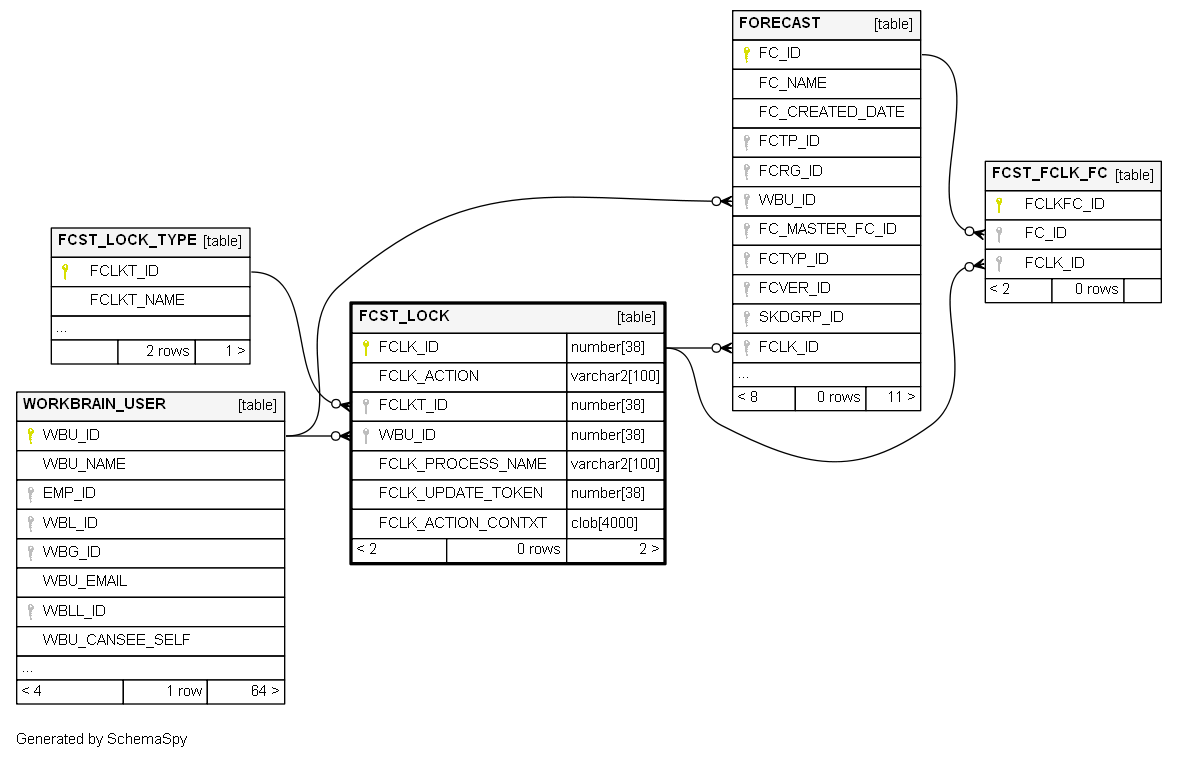 FORECAST [table]
FC_ID
FC_NAME
FC_CREATED_DATE
FCTP_ID
FCRG_ID
WBU_ID
FC_MASTER_FC_ID
FCTYP_ID
FCVER_ID
SKDGRP_ID
FCLK_ID
...
< 8 0 rows 11 >
FCST_FCLK_FC [table]
FCLKFC_ID
FC_ID
FCLK_ID
< 2 0 rows
FCST_LOCK_TYPE [table]
FCLKT_ID
FCLKT_NAME
...
2 rows 1 >
FCST_LOCK [table]
FCLK_ID number[38]
FCLK_ACTION varchar2[100]
FCLKT_ID number[38]
WBU_ID number[38]
FCLK_PROCESS_NAME varchar2[100]
FCLK_UPDATE_TOKEN number[38]
FCLK_ACTION_CONTXT clob[4000]
< 2 0 rows 2 >
WORKBRAIN_USER [table]
WBU_ID
WBU_NAME
EMP_ID
WBL_ID
WBG_ID
WBU_EMAIL
WBLL_ID
WBU_CANSEE_SELF
...
< 4 1 row 64 >
Generated by SchemaSpy